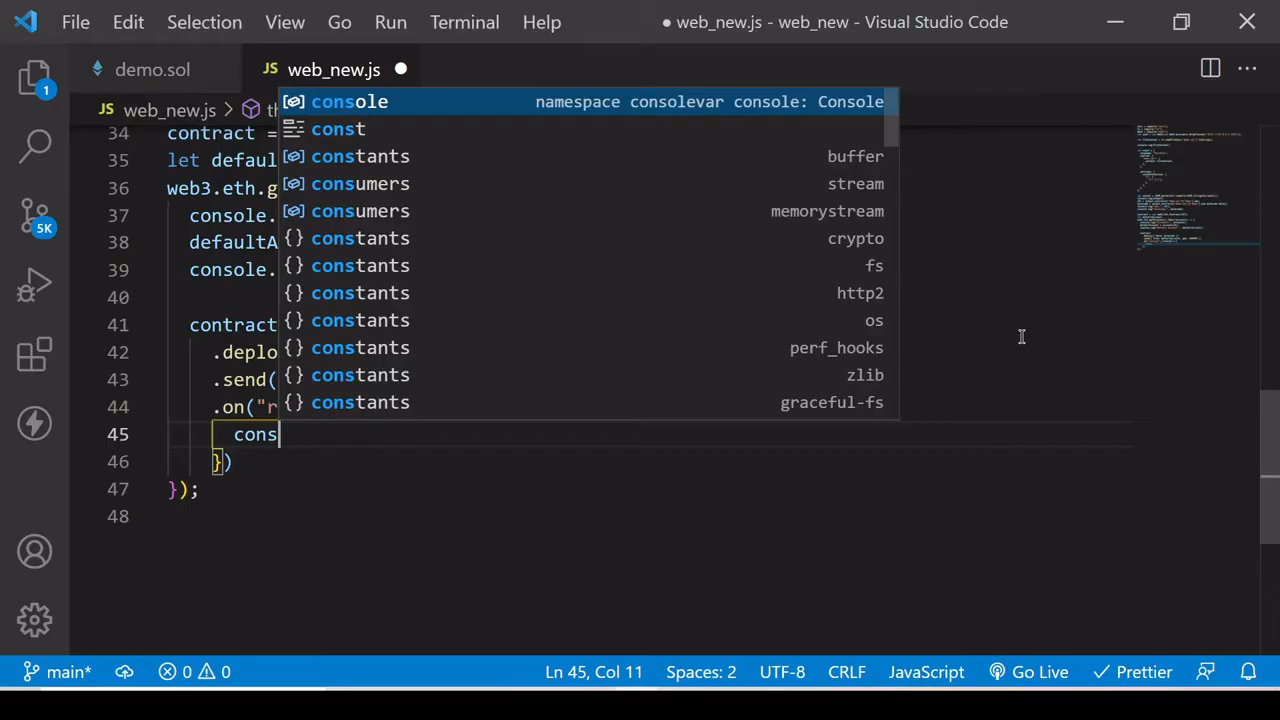 File Edit Selection View Go Run Terminal Help ● web_new.js - web_new - Visual Studio Code
demo.sol JS web_new.js ●
JS web_new.js > th
34 contract =
35 let defaul
36 web3.eth.g
37 console.
38 defaultA
39 console.
40
41 contract
42 .deplo
43 .send(
44 .on("r
45 cons
46 })
47 });
48
console namespace consolevar console: Console
const
constants buffer
consumers stream
consumers memorystream
constants crypto
constants fs
constants http2
constants os
constants perf_hooks
constants zlib
constants graceful-fs
1
5K
main* 0 0 Ln 45, Col 11 Spaces: 2 UTF-8 CRLF JavaScript Go Live Prettier